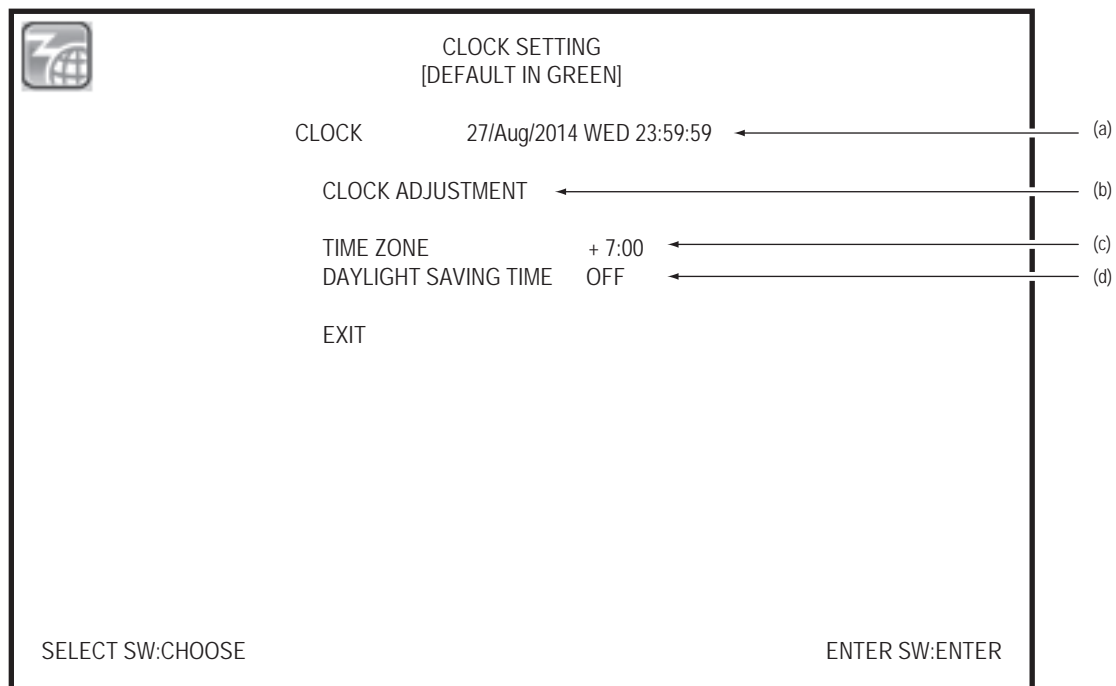 CLOCK SETTING
[DEFAULT IN GREEN]
CLOCK 27/Aug/2014 WED 23:59:59 (a)
CLOCK ADJUSTMENT (b)
TIME ZONE + 7:00 (c)
DAYLIGHT SAVING TIME OFF (d)
EXIT
SELECT SW:CHOOSE ENTER SW:ENTER